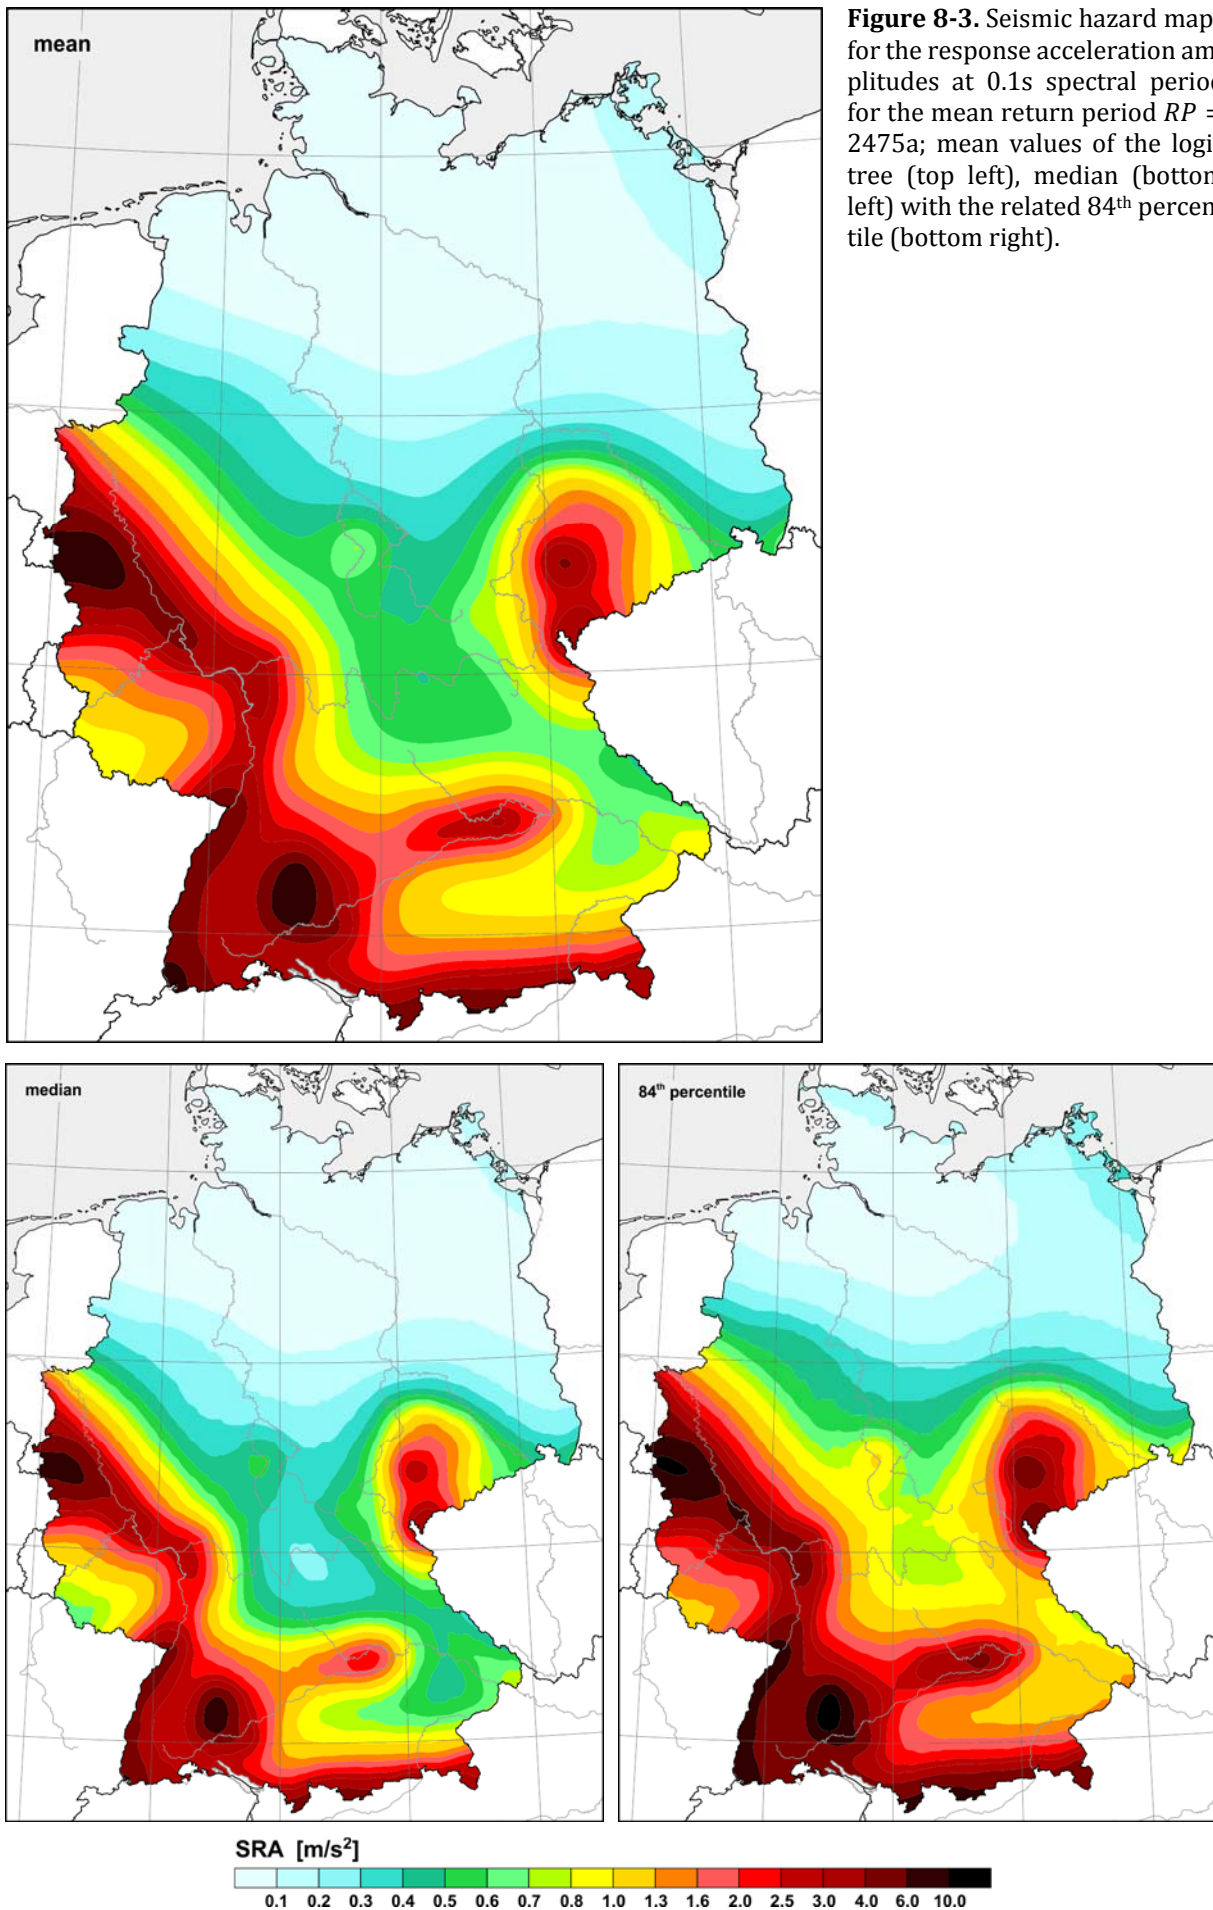 mean
Figure 8-3. Seismic hazard map
for the response acceleration am
plitudes at 0.1s spectral period
for the mean return period RP =
2475a; mean values of the logi
tree (top left), median (bottom
left) with the related 84th percen
tile (bottom right).
median
84th percentile
SRA [m/s2]
0.1 0.2 0.3 0.4 0.5 0.6 0.7 0.8 1.0 1.3 1.6 2.0 2.5 3.0 4.0 6.0 10.0